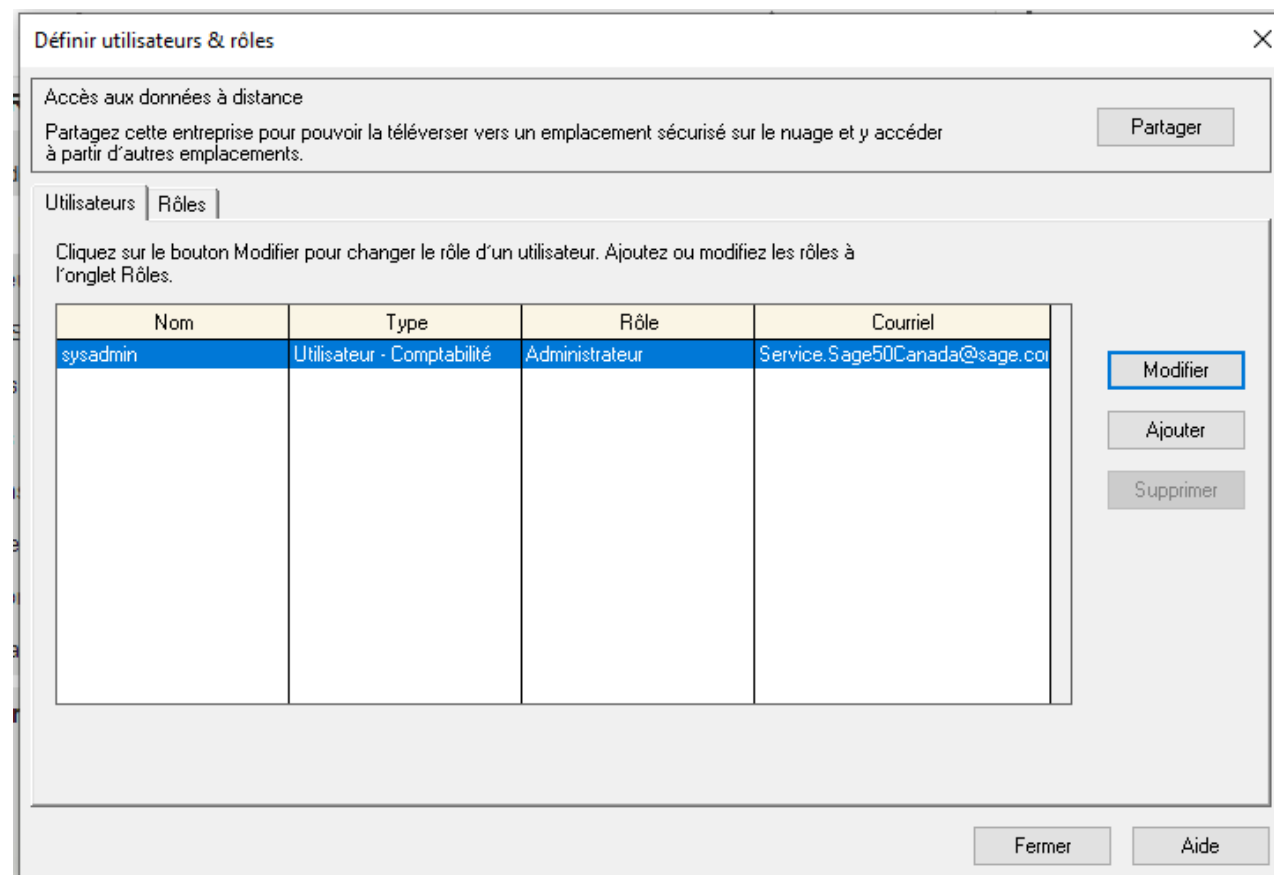 Définir utilisateurs & rôles
Accès aux données à distance
Partagez cette entreprise pour pouvoir la téléverser vers un emplacement sécurisé sur le nuage et y accéder
à partir d´autres emplacements.
Partager
Utilisateurs Rôles
Cliquez sur le bouton Modifier pour changer le rôle d´un utilisateur. Ajoutez ou modifiez les rôles à
l´onglet Rôles.
Nom Type Rôle Courriel
sysadmin Utilisateur - Comptabilité Administrateur Service.Sage50Canada@sage.co
Modifier
Ajouter
Supprimer
Fermer Aide